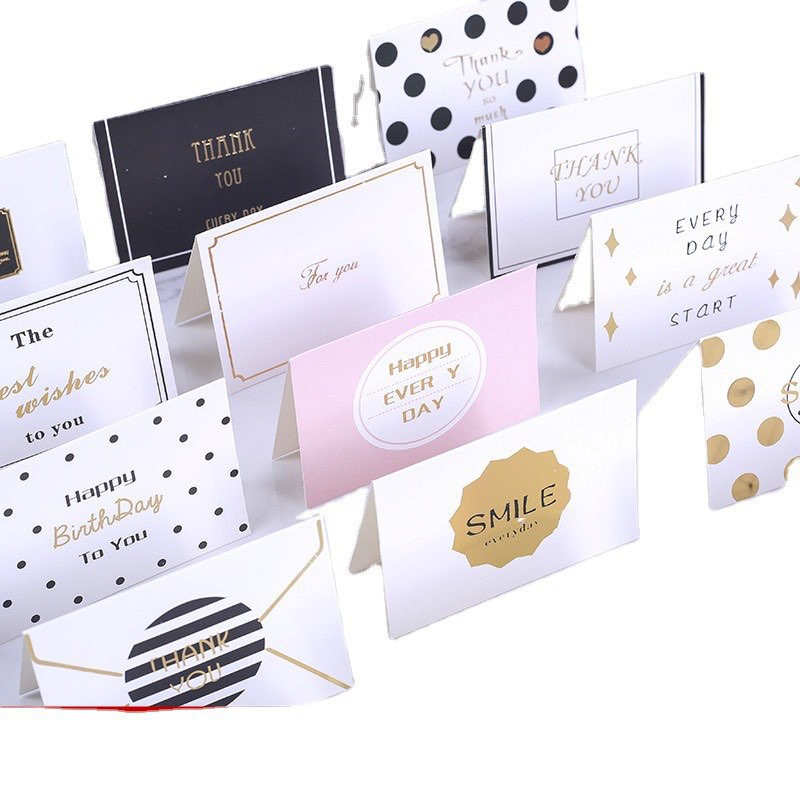 Thank
YOU
so
much
THANK
YOU
EVERY DAY
THANK
YOU
For you
EVERY
DAY
is a great
START
The
wishes
to you
Happy
EVER Y
DAY
Happy
BirthDay
To You
SMILE
everyday
THANK
YOU